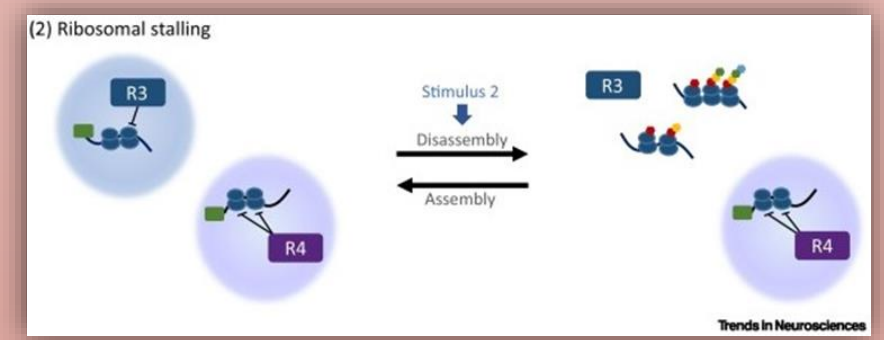 (2) Ribosomal stalling
R3
R4
Stimulus 2
Disassembly
Assembly
R3
R4
Trends in Neurosciences